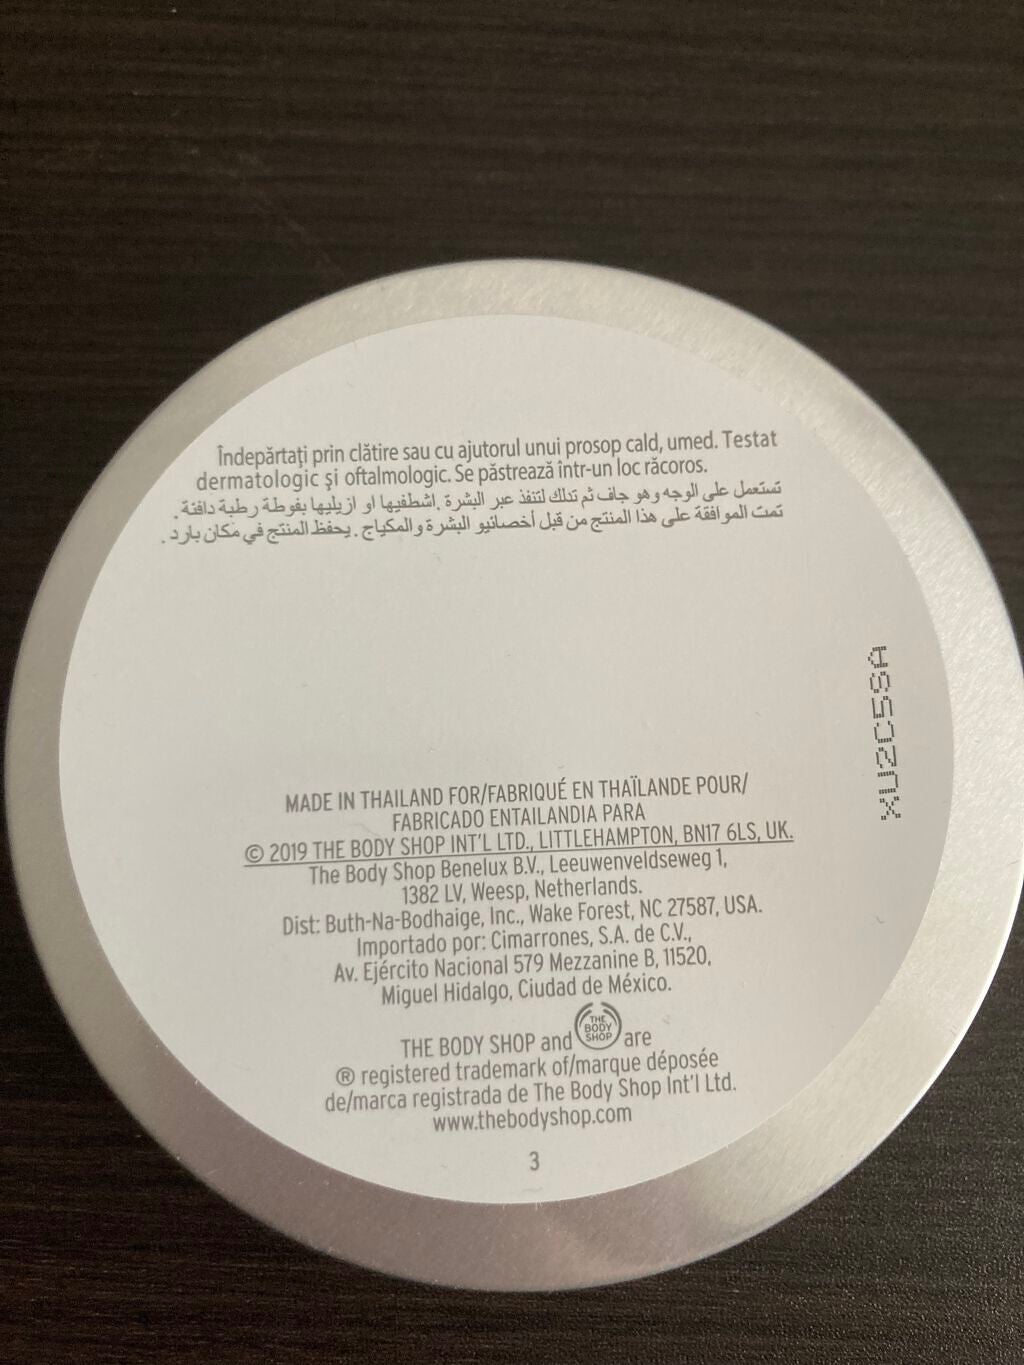 Îndepărtați prin clătire sau cu ajutorul unui prosop cald, umed. Testat
dermatologic și oftalmologic. Se păstrează într-un loc răcoros.
تستعمل على الوجه وهو جاف ثم تدلك لتنفذ عبر البشرة .اشطفيها او ازيليها بفوطة رطبة دافئة .
تمت الموافقة على هذا المنتج من قبل أخصائيو البشرة والمكياج . يحفظ المنتج في مكان بارد .
XU2C58A
MADE IN THAILAND FOR/FABRIQUÉ EN THAÏLANDE POUR/
FABRICADO ENTAILANDIA PARA
© 2019 THE BODY SHOP INT'L LTD., LITTLEHAMPTON, BN17 6LS, UK.
The Body Shop Benelux B.V., Leeuwenveldseweg 1,
1382 LV, Weesp, Netherlands.
Dist: Buth-Na-Bodhaige, Inc., Wake Forest, NC 27587, USA.
Importado por: Cimarrones, S.A. de C.V.,
Av. Ejército Nacional 579 Mezzanine B, 11520,
Miguel Hidalgo, Ciudad de México.
THE BODY SHOP and THE BODY SHOP are
® registered trademark of/marque déposée
de/marca registrada de The Body Shop Int'l Ltd.
www.thebodyshop.com
3